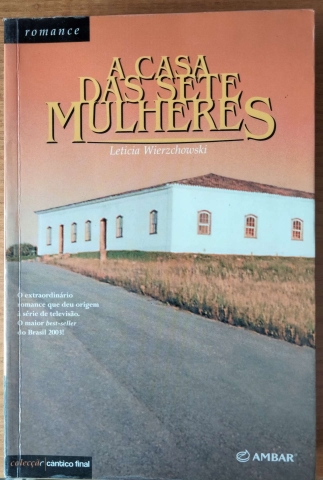 romance
A CASA
DAS SETE
MULHERES
Leticia Wierzchowski
O extraordinário
romance que deu origem
à série de televisão.
O maior best-seller
do Brasil 2003!
colecção cântico final
AMBAR